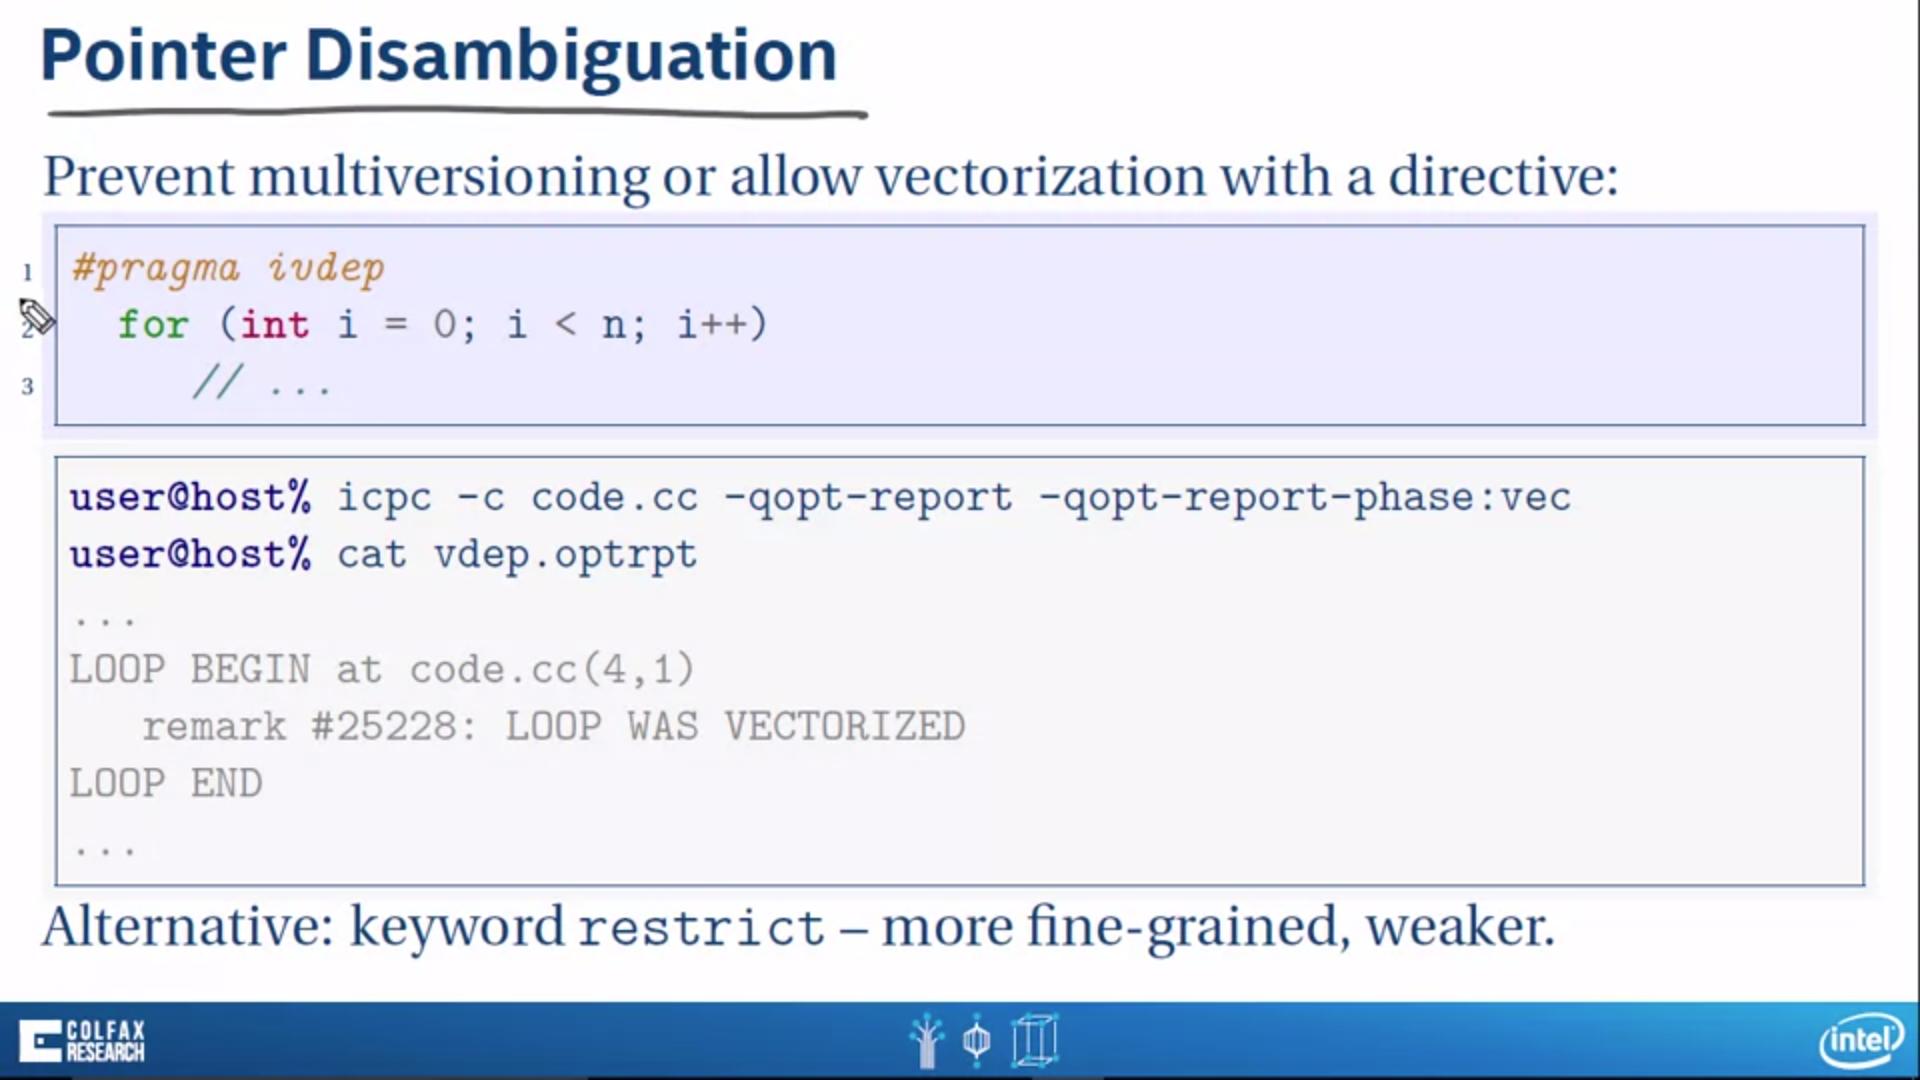 Pointer Disambiguation
Prevent multiversioning or allow vectorization with a directive:
1 #pragma ivdep
2 for (int i = 0; i < n; i++)
3 // ...
user@host% icpc -c code.cc -qopt-report -qopt-report-phase:vec
user@host% cat vdep.optrpt
...
LOOP BEGIN at code.cc(4,1)
remark #25228: LOOP WAS VECTORIZED
LOOP END
...
Alternative: keyword restrict – more fine-grained, weaker.
COLFAX
RESEARCH
intel